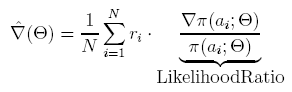 ∇̂(Θ) = 1/N ∑_{i=1}^{N} r_i · ∇π(a_i; Θ) / π(a_i; Θ)
LikelihoodRatio